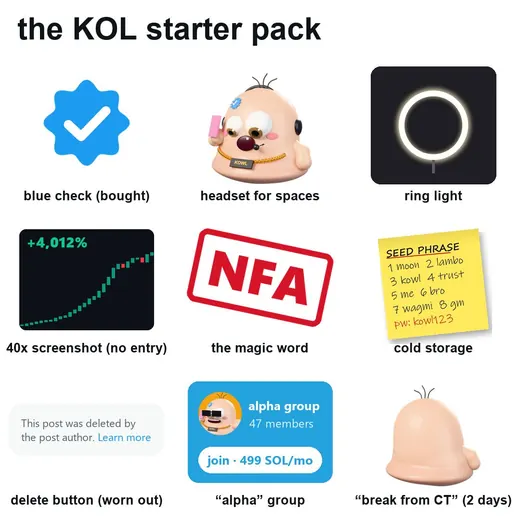 the KOL starter pack
blue check (bought)
KOWL
headset for spaces
ring light
+4,012%
40x screenshot (no entry)
NFA
the magic word
SEED PHRASE
1 moon 2 lambo
3 kowl 4 trust
5 me 6 bro
7 wagmi 8 gm
pw: kowl123
cold storage
This post was deleted by
the post author. Learn more
delete button (worn out)
alpha group
47 members
join · 499 SOL/mo
“alpha” group
“break from CT” (2 days)